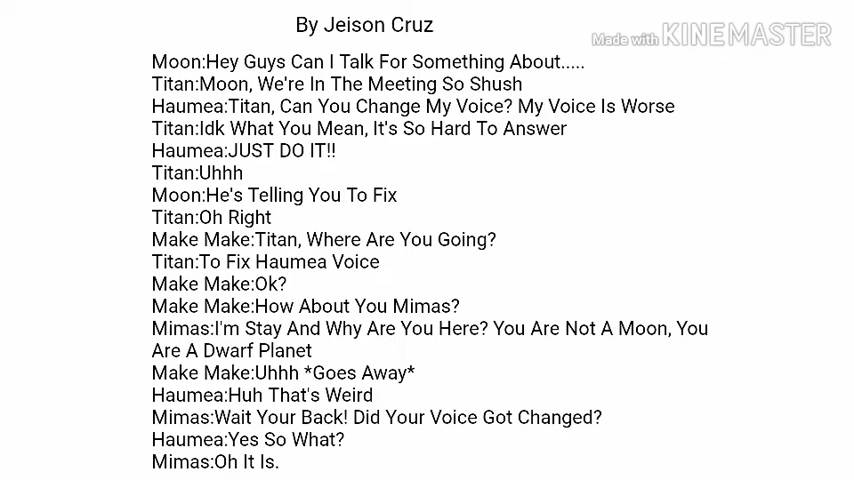 By Jeison Cruz
Made with KINEMASTER
Moon:Hey Guys Can I Talk For Something About.....
Titan:Moon, We're In The Meeting So Shush
Haumea:Titan, Can You Change My Voice? My Voice Is Worse
Titan:Idk What You Mean, It's So Hard To Answer
Haumea:JUST DO IT!!
Titan:Uhhh
Moon:He's Telling You To Fix
Titan:Oh Right
Make Make:Titan, Where Are You Going?
Titan:To Fix Haumea Voice
Make Make:Ok?
Make Make:How About You Mimas?
Mimas:I'm Stay And Why Are You Here? You Are Not A Moon, You
Are A Dwarf Planet
Make Make:Uhhh *Goes Away*
Haumea:Huh That's Weird
Mimas:Wait Your Back! Did Your Voice Got Changed?
Haumea:Yes So What?
Mimas:Oh It Is.